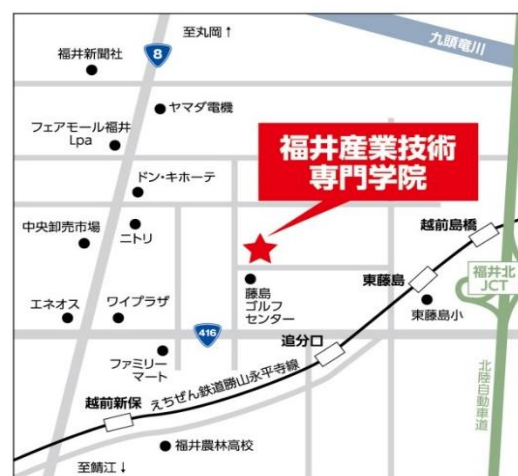 至丸岡↑
九頭竜川
福井新聞社
8
ヤマダ電機
フェアモール福井
Lpa
福井産業技術
専門学院
ドン・キホーテ
中央卸売市場
ニトリ
越前島橋
東藤島
福井北
JCT
藤島
ゴルフ
センター
東藤島小
エネオス
ワイプラザ
416
追分口
ファミリー
マート
えちぜん鉄道勝山永平寺線
北陸自動車道
越前新保
福井農林高校
至鯖江↓